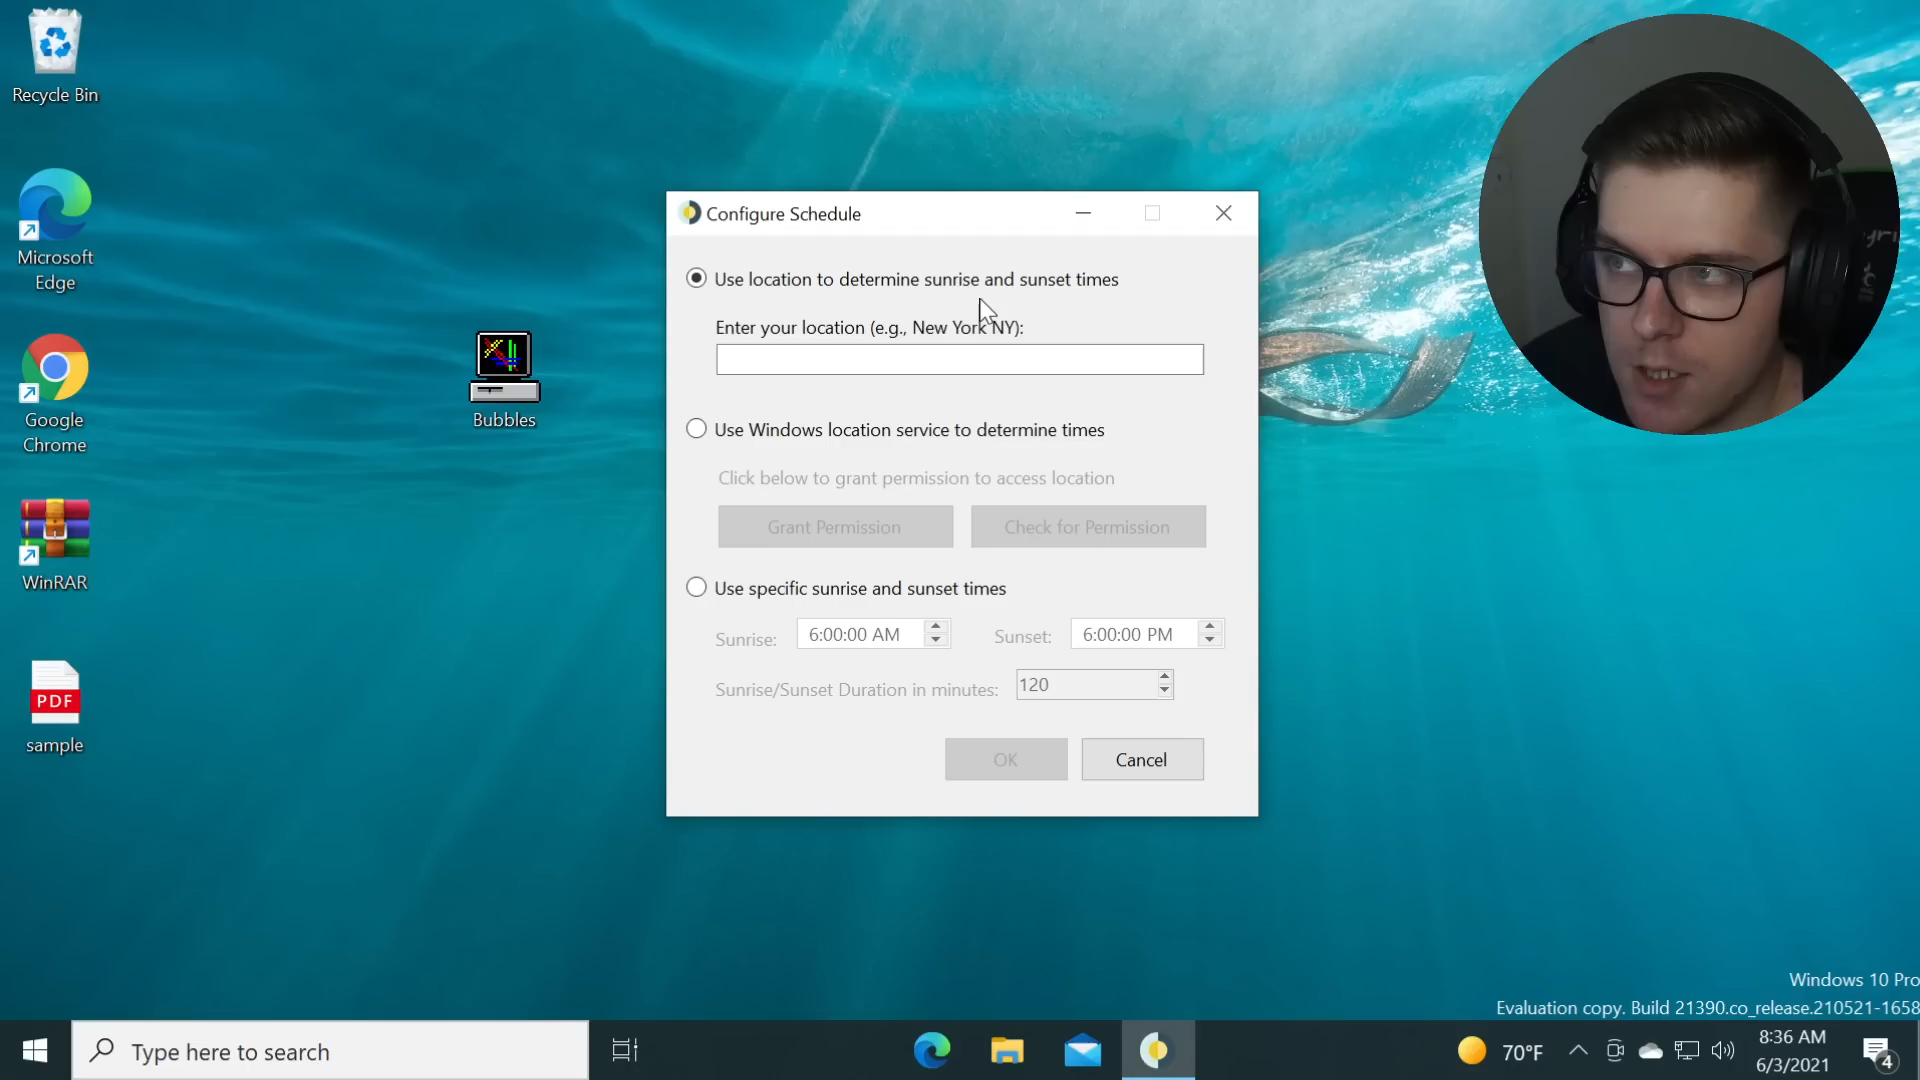 Recycle Bin
Microsoft
Edge
Google
Chrome
WinRAR
PDF
sample
Bubbles
Configure Schedule
Use location to determine sunrise and sunset times
Enter your location (e.g., New York NY):
Use Windows location service to determine times
Click below to grant permission to access location
Grant Permission
Check for Permission
Use specific sunrise and sunset times
Sunrise: 6:00:00 AM
Sunset: 6:00:00 PM
Sunrise/Sunset Duration in minutes: 120
OK
Cancel
Windows 10 Pro
Evaluation copy. Build 21390.co_release.210521-1658
Type here to search
70°F
8:36 AM
6/3/2021
4